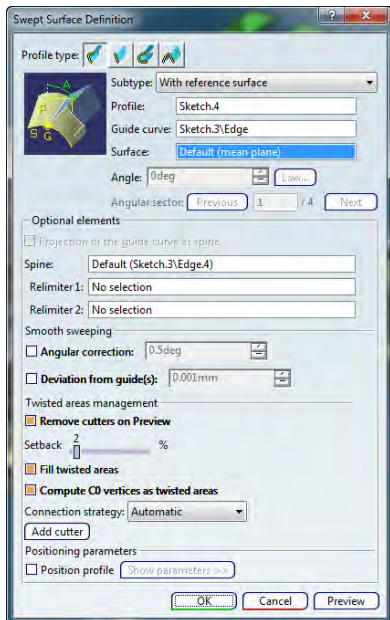 Swept Surface Definition
Profile type:
Subtype: With reference surface
Profile: Sketch.4
Guide curve: Sketch.3\Edge
Surface: Default (mean plane)
Angle: 0deg Law...
Angular sector: Previous 1 / 4 Next
Optional elements
Projection of the guide curve as spine
Spine: Default (Sketch.3\Edge.4)
Relimiter 1: No selection
Relimiter 2: No selection
Smooth sweeping
Angular correction: 0.5deg
Deviation from guide(s): 0.001mm
Twisted areas management
Remove cutters on Preview
Setback 2 %
Fill twisted areas
Compute C0 vertices as twisted areas
Connection strategy: Automatic
Add cutter
Positioning parameters
Position profile Show parameters >>
OK Cancel Preview